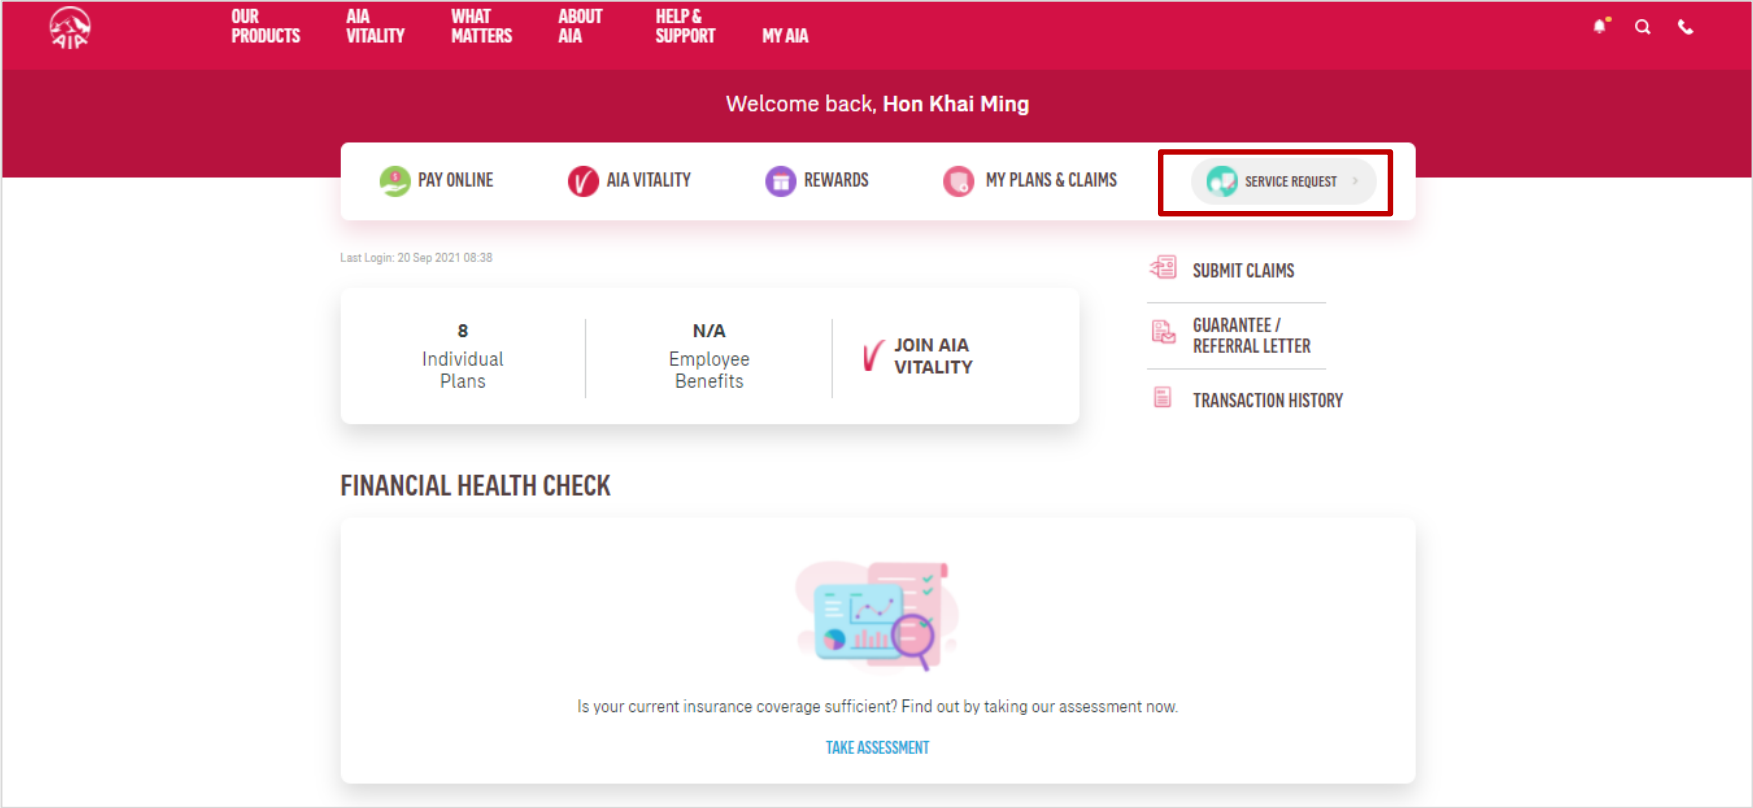 AIA
OUR
PRODUCTS
AIA
VITALITY
WHAT
MATTERS
ABOUT
AIA
HELP &
SUPPORT
MY AIA
Welcome back, Hon Khai Ming
PAY ONLINE
AIA VITALITY
REWARDS
MY PLANS & CLAIMS
SERVICE REQUEST
Last Login: 20 Sep 2021 08:38
8
Individual
Plans
N/A
Employee
Benefits
JOIN AIA
VITALITY
SUBMIT CLAIMS
GUARANTEE /
REFERRAL LETTER
TRANSACTION HISTORY
FINANCIAL HEALTH CHECK
Is your current insurance coverage sufficient? Find out by taking our assessment now.
TAKE ASSESSMENT